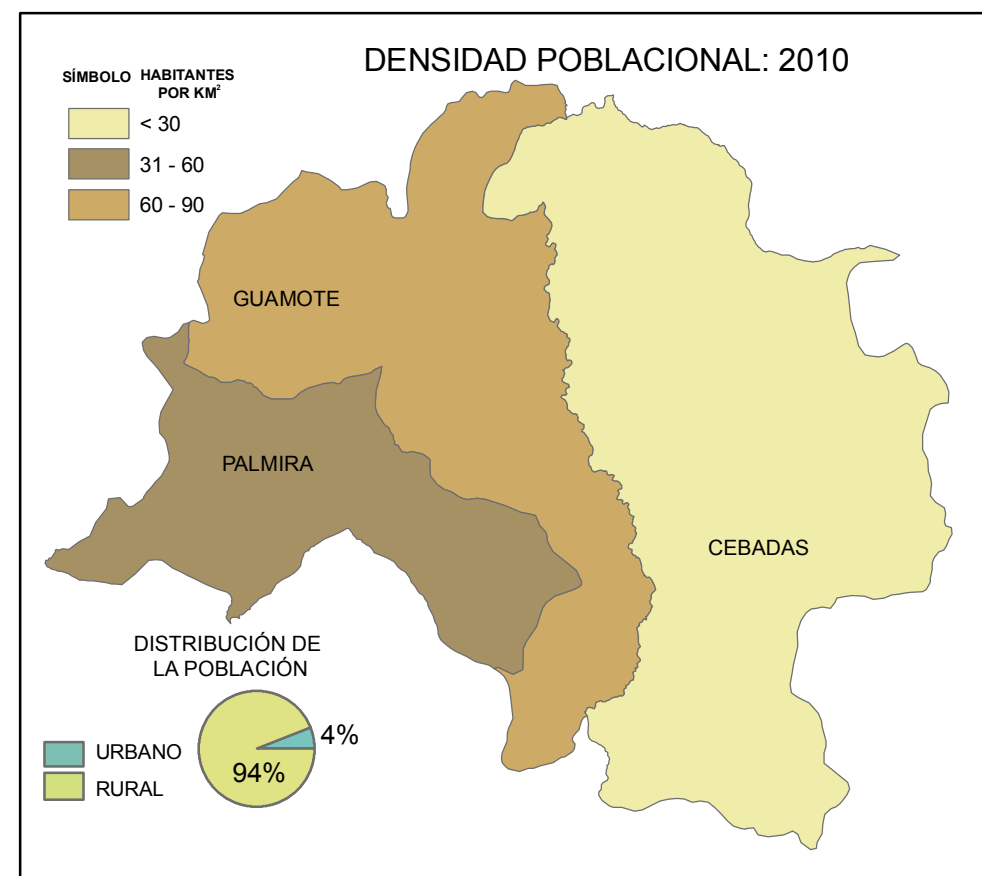 DENSIDAD POBLACIONAL: 2010
SÍMBOLO HABITANTES
POR KM²
< 30
31 - 60
60 - 90
GUAMOTE
PALMIRA
CEBADAS
DISTRIBUCIÓN DE
LA POBLACIÓN
4%
94%
URBANO
RURAL